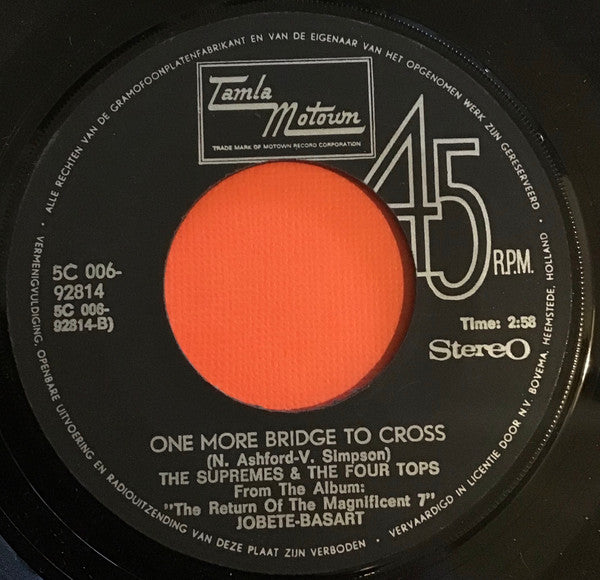 ALLE RECHTEN VAN DE GRAMOFOONPLATENFABRIKANT EN VAN DE EIGENAAR VAN HET OPGENOMEN WERK ZIJN GERESERVEERD
Tamla
Motown
TRADE MARK OF MOTOWN RECORD CORPORATION
45
R.P.M.
5C 006-
92814
5C 006-
92814-B)
Time: 2:58
Stereo
ONE MORE BRIDGE TO CROSS
(N. Ashford-V. Simpson)
THE SUPREMES & THE FOUR TOPS
From The Album:
"The Return Of The Magnificent 7"
JOBETE-BASART
VERMENIGVULDIGING, OPENBARE UITVOERING EN RADIOUITZENDING VAN DEZE PLAAT ZIJN VERBODEN • VERVAARDIGD IN LICENTIE DOOR N.V. BOVEMA, HEEMSTEDE, HOLLAND •